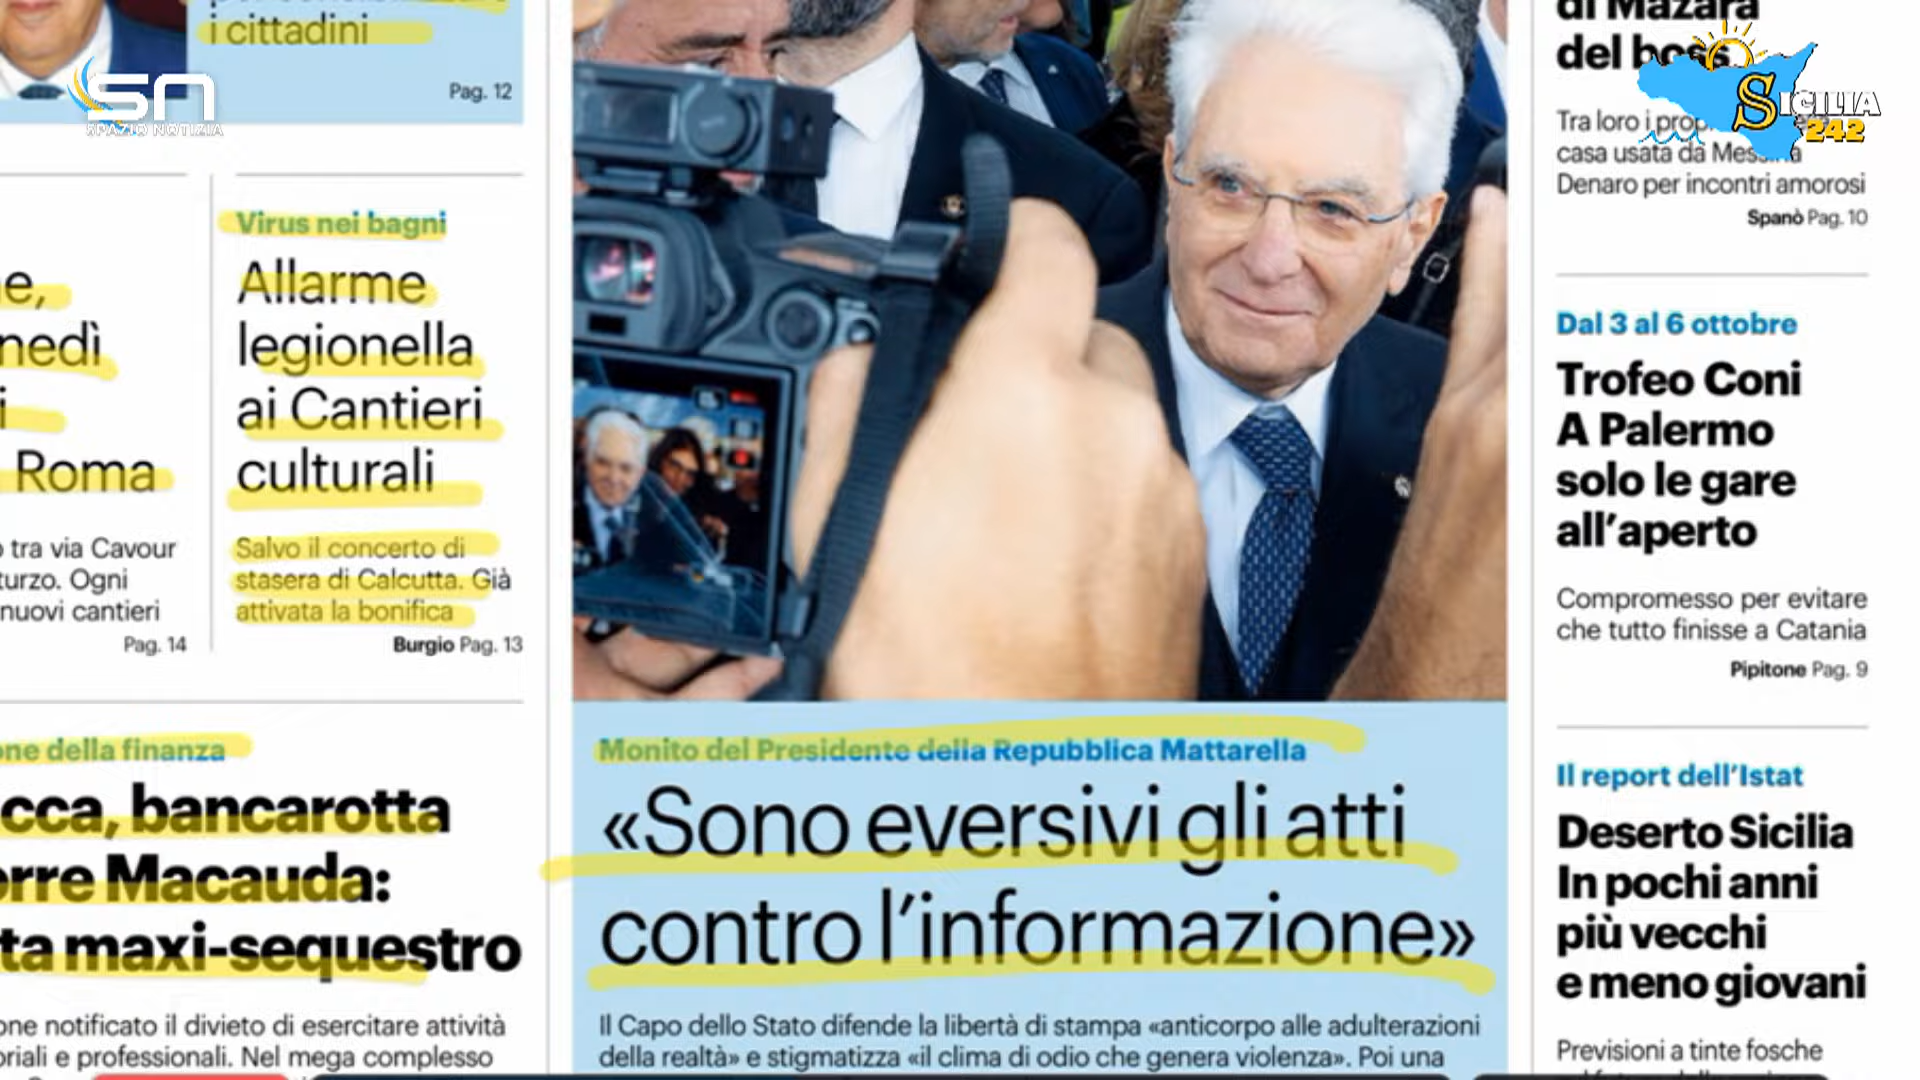 i cittadini
Pag. 12
SN
SPAZIO NOTIZIA
nedì
Roma
tra via Cavour
Ogni
nuovi cantieri
Pag. 14
Virus nei bagni
Allarme
legionella
ai Cantieri
culturali
Salvo il concerto di
stasera di Calcutta. Già
attivata la bonifica
Burgio Pag. 13
della finanza
bancarotta
Macauda:
maxi-sequestro
notificato il divieto di esercitare attività
e professionali. Nel mega complesso
Monito del Presidente della Repubblica Mattarella
«Sono eversivi gli atti
contro l'informazione»
Il Capo dello Stato difende la libertà di stampa «anticorpo alle adulterazioni
della realtà» e stigmatizza «il clima di odio che genera violenza». Poi una
di Mazara
del boss
SICILIA
242
Tra loro i
casa usata da Messina
Denaro per incontri amorosi
Spanò Pag. 10
Dal 3 al 6 ottobre
Trofeo Coni
A Palermo
solo le gare
all'aperto
Compromesso per evitare
che tutto finisse a Catania
Pipitone Pag. 9
Il report dell'Istat
Deserto Sicilia
In pochi anni
più vecchi
e meno giovani
Previsioni a tinte fosche